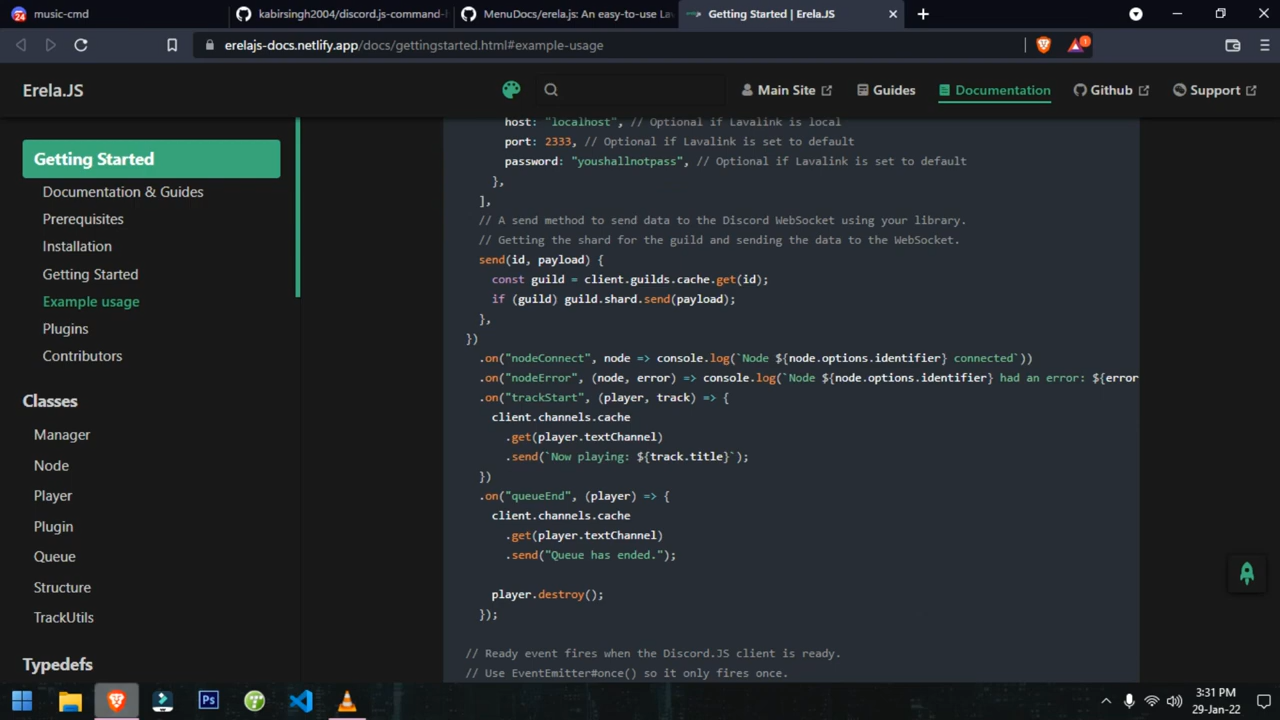 music-cmd
kabirsingh2004/discord.js-command-
MenuDocs/erela.js: An easy-to-use La
Getting Started | Erela.JS
erelajs-docs.netlify.app/docs/gettingstarted.html#example-usage
1
Erela.JS
Main Site
Guides
Documentation
Github
Support
Getting Started
Documentation & Guides
Prerequisites
Installation
Getting Started
Example usage
Plugins
Contributors
Classes
Manager
Node
Player
Plugin
Queue
Structure
TrackUtils
Typedefs
host: "localhost", // Optional if Lavalink is local
port: 2333, // Optional if Lavalink is set to default
password: "youshallnotpass", // Optional if Lavalink is set to default
},
],
// A send method to send data to the Discord WebSocket using your library.
// Getting the shard for the guild and sending the data to the WebSocket.
send(id, payload) {
const guild = client.guilds.cache.get(id);
if (guild) guild.shard.send(payload);
},
})
.on("nodeConnect", node => console.log(`Node ${node.options.identifier} connected`))
.on("nodeError", (node, error) => console.log(`Node ${node.options.identifier} had an error: ${error
.on("trackStart", (player, track) => {
client.channels.cache
.get(player.textChannel)
.send(`Now playing: ${track.title}`);
})
.on("queueEnd", (player) => {
client.channels.cache
.get(player.textChannel)
.send("Queue has ended.");
player.destroy();
});
// Ready event fires when the Discord.JS client is ready.
// Use EventEmitter#once() so it only fires once.
Ps
3:31 PM
29-Jan-22